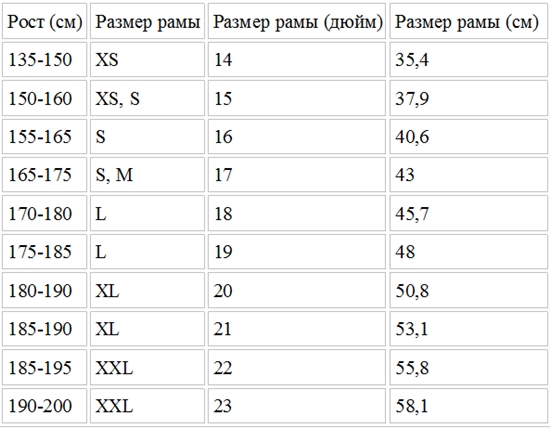 Рост (см) Размер рамы Размер рамы (дюйм) Размер рамы (см)
135-150 XS 14 35,4
150-160 XS, S 15 37,9
155-165 S 16 40,6
165-175 S, M 17 43
170-180 L 18 45,7
175-185 L 19 48
180-190 XL 20 50,8
185-190 XL 21 53,1
185-195 XXL 22 55,8
190-200 XXL 23 58,1